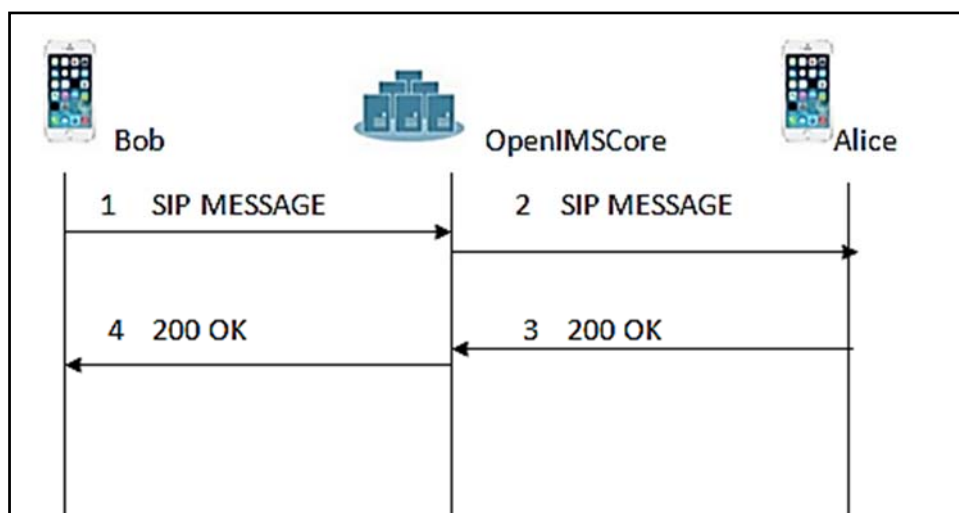 Bob
OpenIMSCore
Alice
1 SIP MESSAGE
2 SIP MESSAGE
4 200 OK
3 200 OK